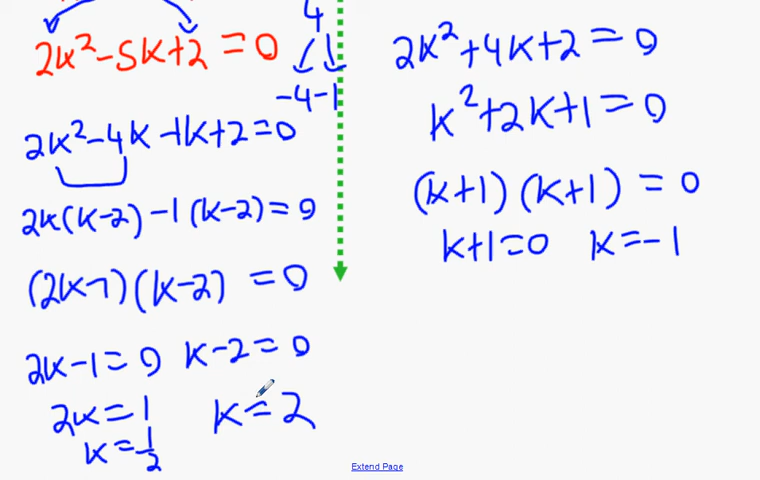 4
2k²-5k+2=0
-4-1
2k²-4k-1k+2=0
2k(k-2)-1(k-2)=0
(2k-1)(k-2)=0
2k-1=0 k-2=0
2k=1 k=2
k=1/2
2k²+4k+2=0
k²+2k+1=0
(k+1)(k+1)=0
k+1=0 k=-1
Extend Page